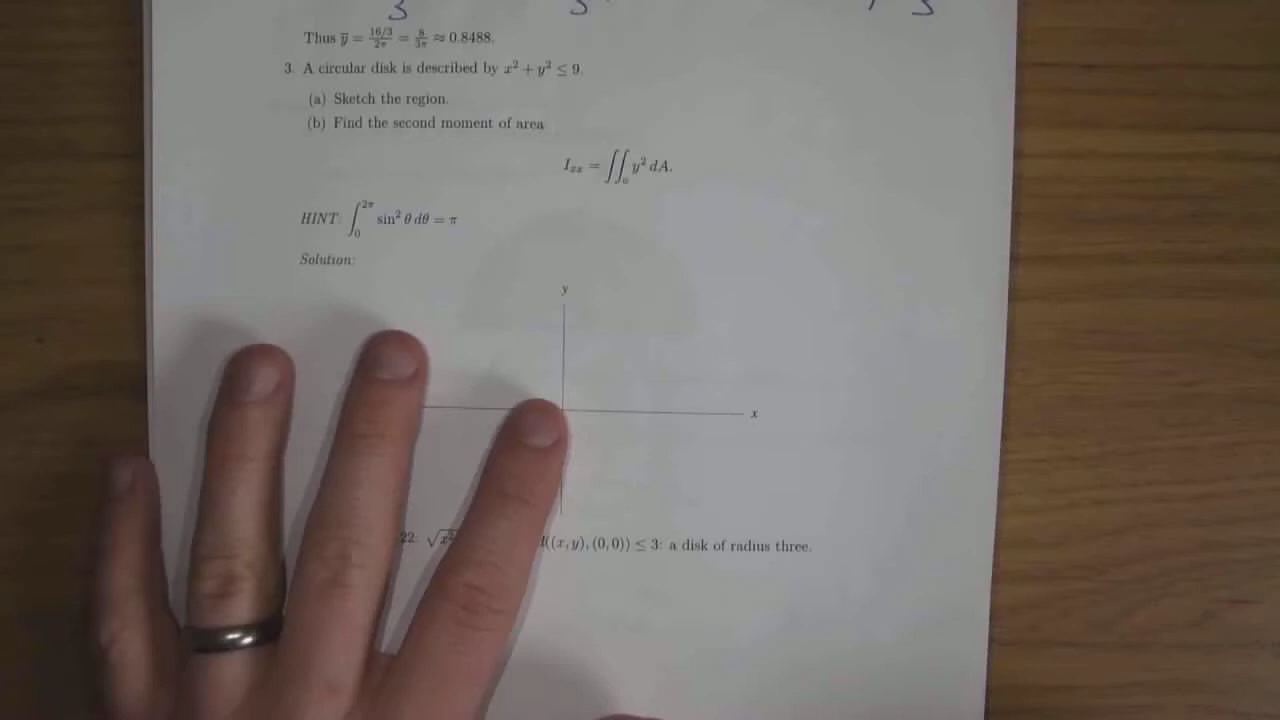 Thus ȳ = 16/3 / 2π = 8/3π ≈ 0.8488.
3. A circular disk is described by x² + y² ≤ 9.
(a) Sketch the region.
(b) Find the second moment of area
Ixx = ∬₀ y² dA.
HINT: ∫₀^2π sin² θ dθ = π
Solution:
y
x
22: d((x, y), (0, 0)) ≤ 3: a disk of radius three.